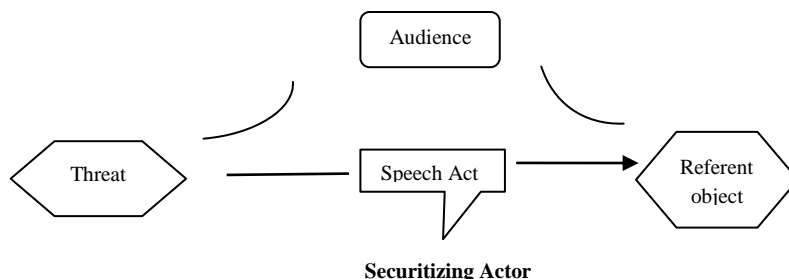 Audience
Threat
Speech Act
Referent
object
Securitizing Actor